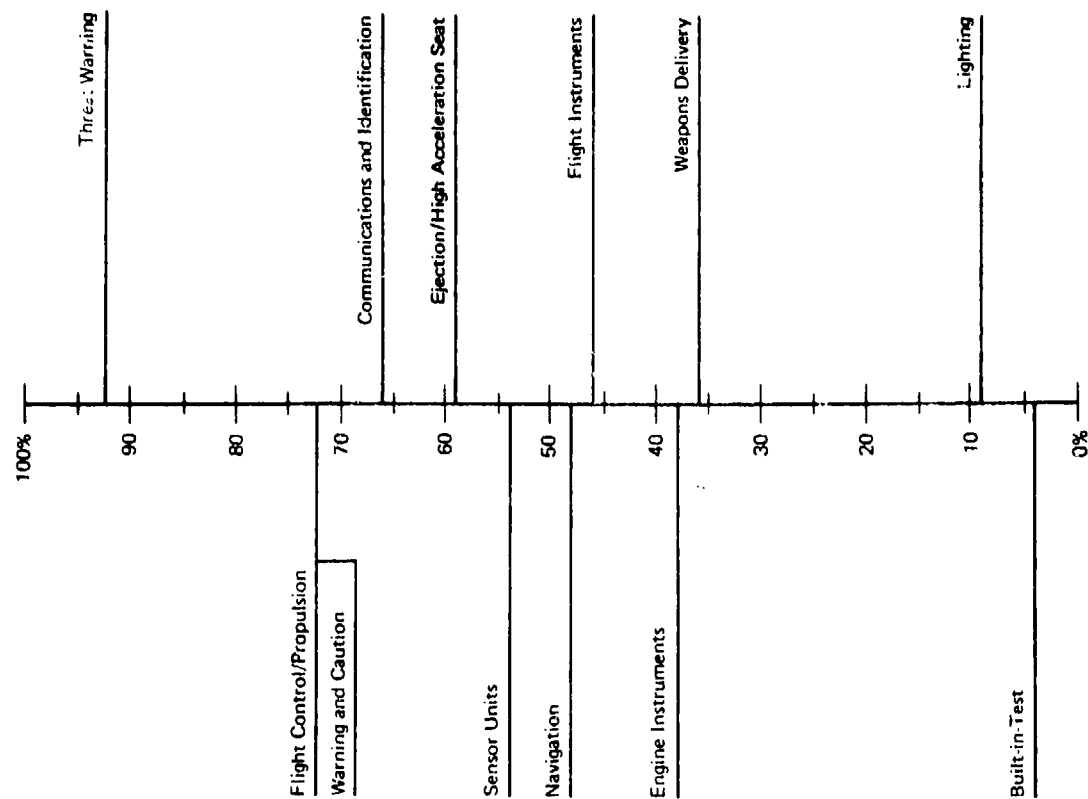 100%
90
80
70
60
50
40
30
20
10
0%
Warning
Communications and Identification
Ejection/High Acceleration Seat
Flight Instruments
Weapons Delivery
Lighting
Flight Control/Propulsion
Warning and Caution
Sensor Units
Navigation
Engine Instruments
Built-in-Test